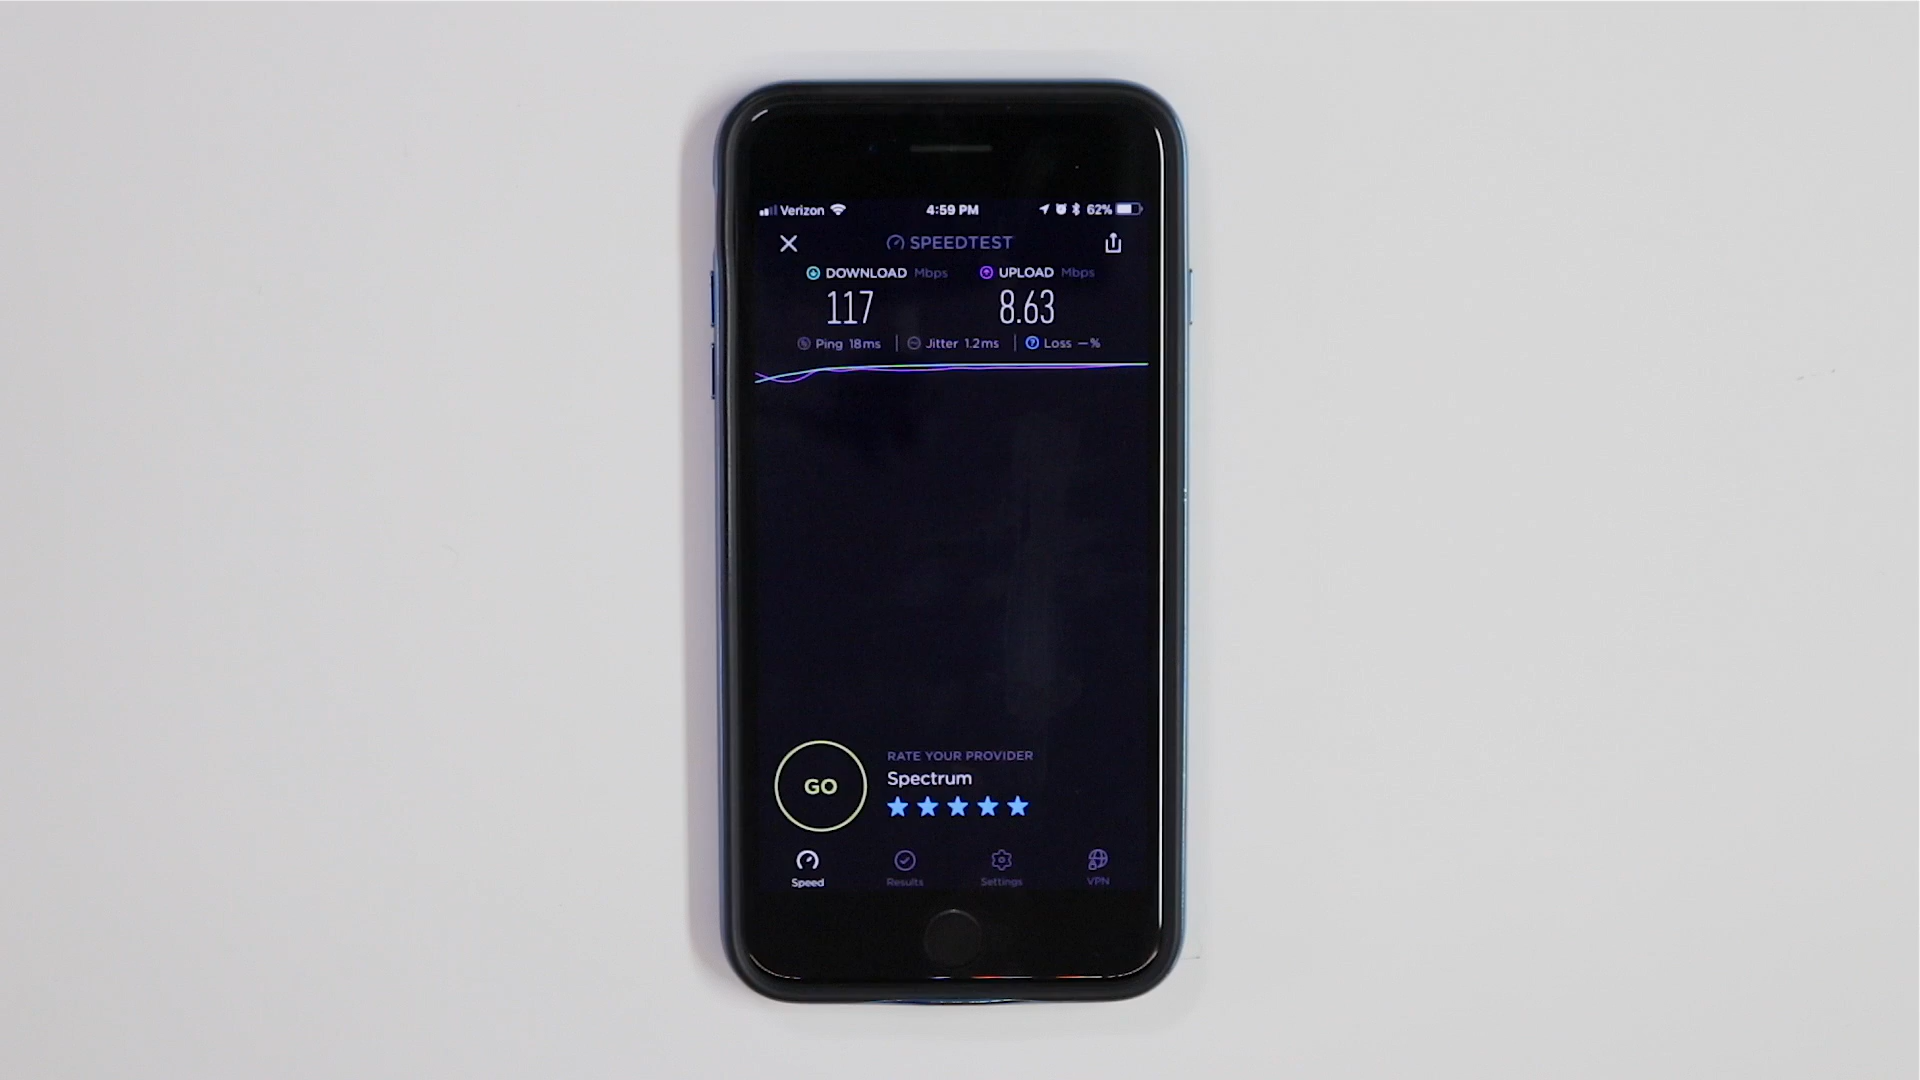 Verizon 4:59 PM 62%
SPEEDTEST
DOWNLOAD Mbps UPLOAD Mbps
117 8.63
Ping 18ms Jitter 1.2ms Loss —%
RATE YOUR PROVIDER
Spectrum
GO
Speed Results Settings VPN